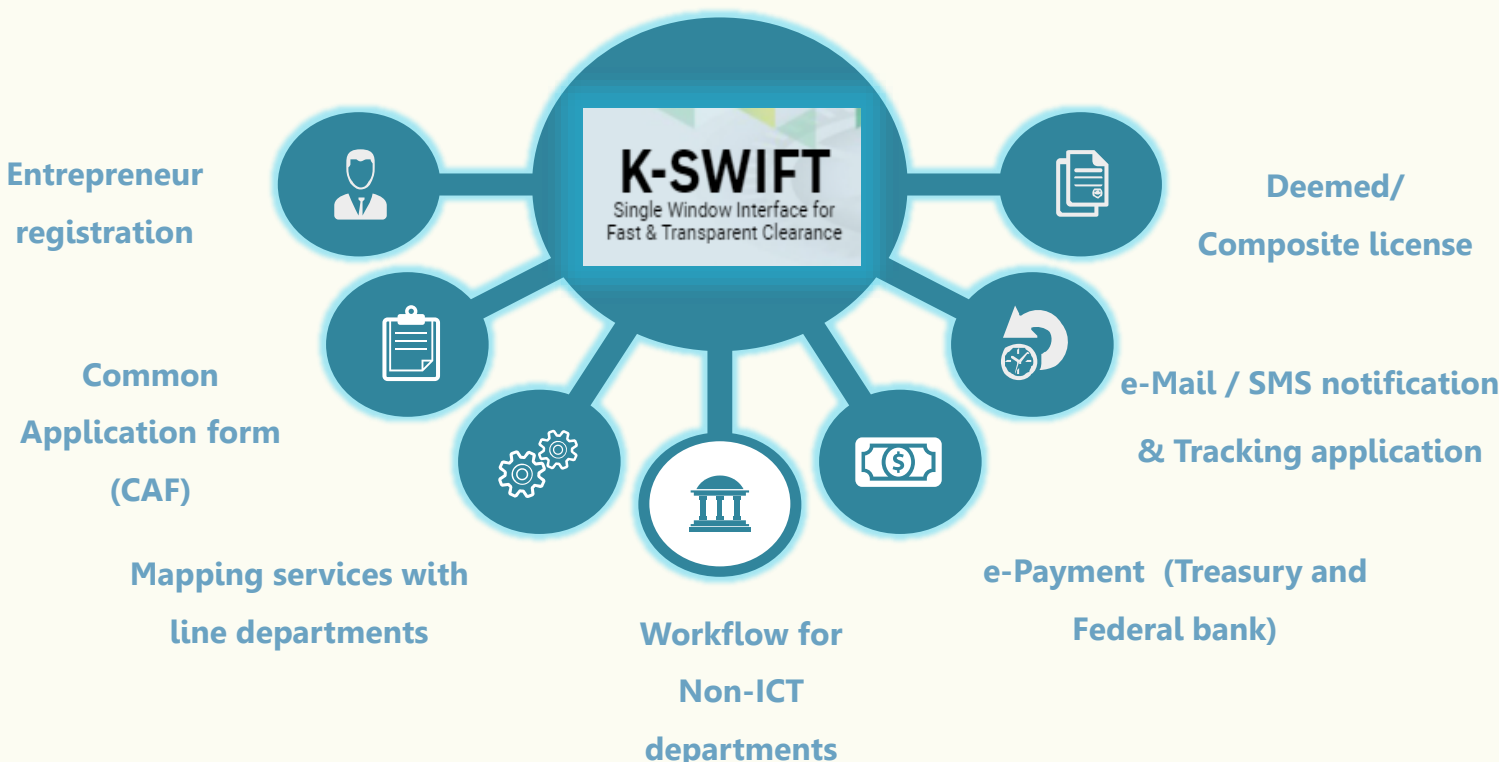 K-SWIFT
Single Window Interface for
Fast & Transparent Clearance
Entrepreneur
registration
Common
Application form
(CAF)
Mapping services with
line departments
Workflow for
Non-ICT
departments
e-Payment (Treasury and
Federal bank)
e-Mail / SMS notification
& Tracking application
Deemed/
Composite license
$